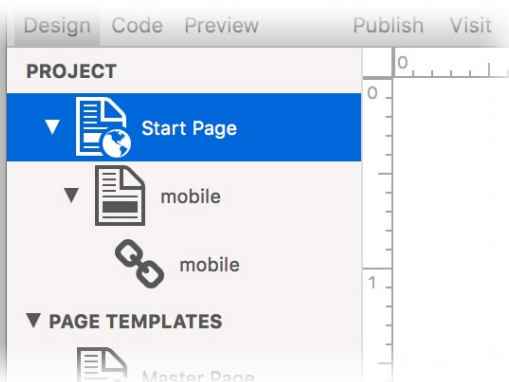 Design Code Preview Publish Visit
PROJECT
0
0
Start Page
mobile
mobile
1
PAGE TEMPLATES
Master Page